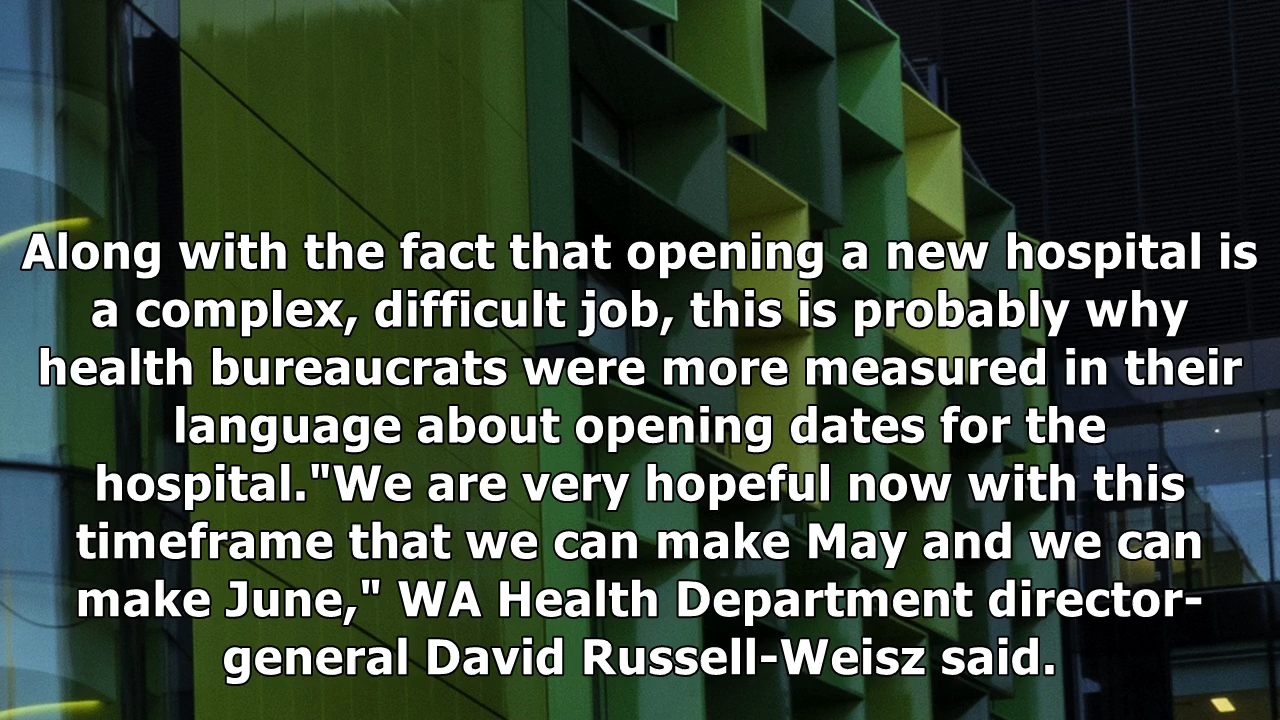 Along with the fact that opening a new hospital is
a complex, difficult job, this is probably why
health bureaucrats were more measured in their
language about opening dates for the
hospital."We are very hopeful now with this
timeframe that we can make May and we can
make June," WA Health Department director-
general David Russell-Weisz said.